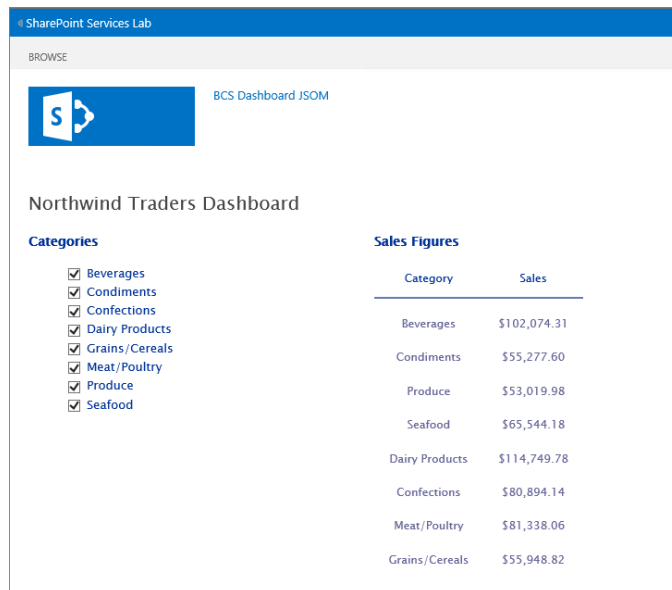 SharePoint Services Lab
BROWSE
S
BCS Dashboard JSOM
Northwind Traders Dashboard
Categories
Beverages
Condiments
Confections
Dairy Products
Grains/Cereals
Meat/Poultry
Produce
Seafood
Sales Figures
Category Sales
Beverages $102,074.31
Condiments $55,277.60
Produce $53,019.98
Seafood $65,544.18
Dairy Products $114,749.78
Confections $80,894.14
Meat/Poultry $81,338.06
Grains/Cereals $55,948.82